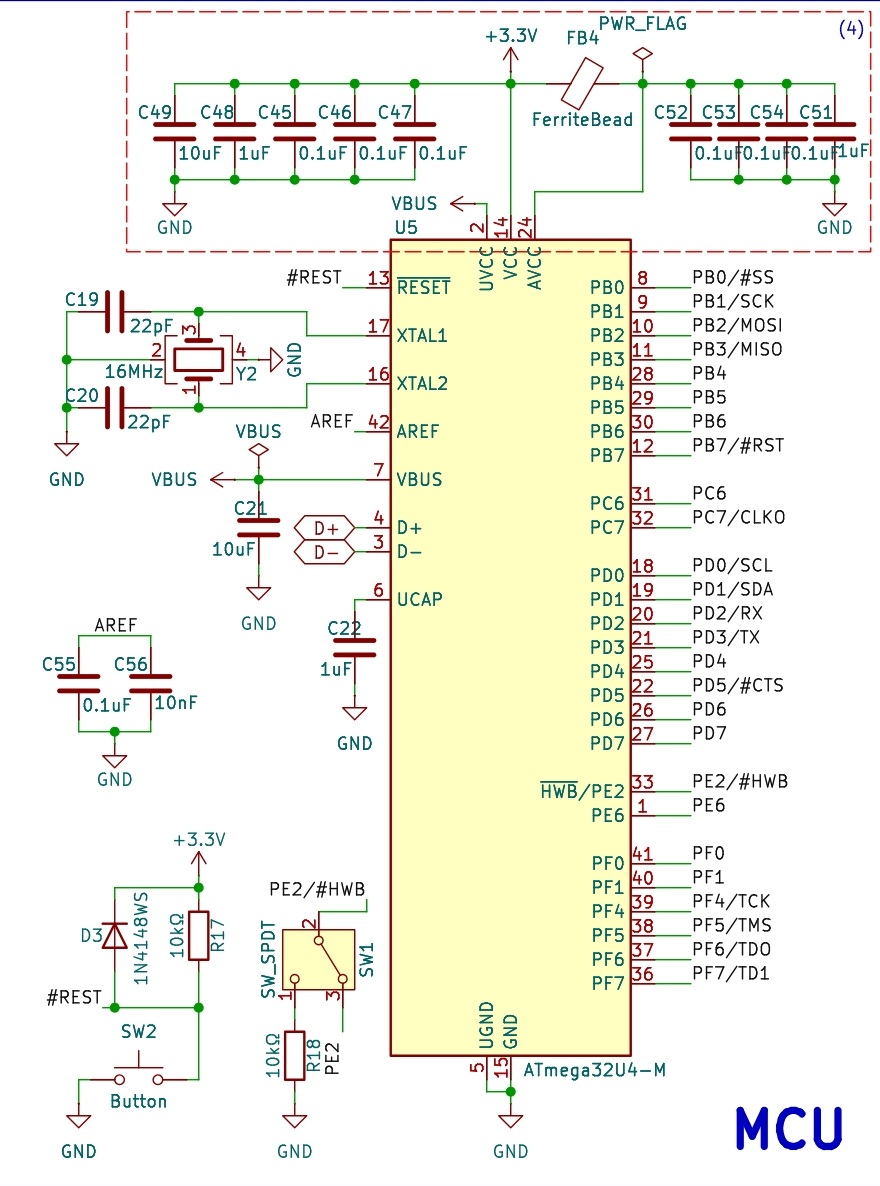 PWR_FLAG
(4)
+3.3V
FB4
C49 C48 C45 C46 C47
C52 C53 C54 C51
FerriteBead
10uF 1uF 0.1uF 0.1uF 0.1uF
0.1uF 0.1uF 0.1uF 1uF
VBUS
GND
GND
U5
2 14 24
UVCC VCC AVCC
#REST 13 RESET
PB0 8 PB0/#SS
PB1 9 PB1/SCK
C19
22pF
3
17 XTAL1
PB2 10 PB2/MOSI
2 4
GND
PB3 11 PB3/MISO
16MHz Y2
1
16 XTAL2
PB4 28 PB4
C20
22pF
PB5 29 PB5
AREF 42 AREF
PB6 30 PB6
VBUS
PB7 12 PB7/#RST
GND
VBUS 7 VBUS
PC6 31 PC6
C21
10uF
PC7 32 PC7/CLKO
D+ 4 D+
D- 3 D-
PD0 18 PD0/SCL
6 UCAP
PD1 19 PD1/SDA
GND
PD2 20 PD2/RX
AREF
C22
1uF
PD3 21 PD3/TX
C55 C56
0.1uF 10nF
PD4 25 PD4
PD5 22 PD5/#CTS
PD6 26 PD6
GND
PD7 27 PD7
GND
HWB/PE2 33 PE2/#HWB
PE6 1 PE6
+3.3V
PF0 41 PF0
PF1 40 PF1
PE2/#HWB
PF4 39 PF4/TCK
D3
1N4148WS
10kΩ
R17
2
SW_SPDT
SW1
PF5 38 PF5/TMS
PF6 37 PF6/TDO
PF7 36 PF7/TD1
#REST
1 3
SW2
UGND GND
10kΩ
R18
PE2
5 15
ATmega32U4-M
Button
GND
GND
GND
MCU